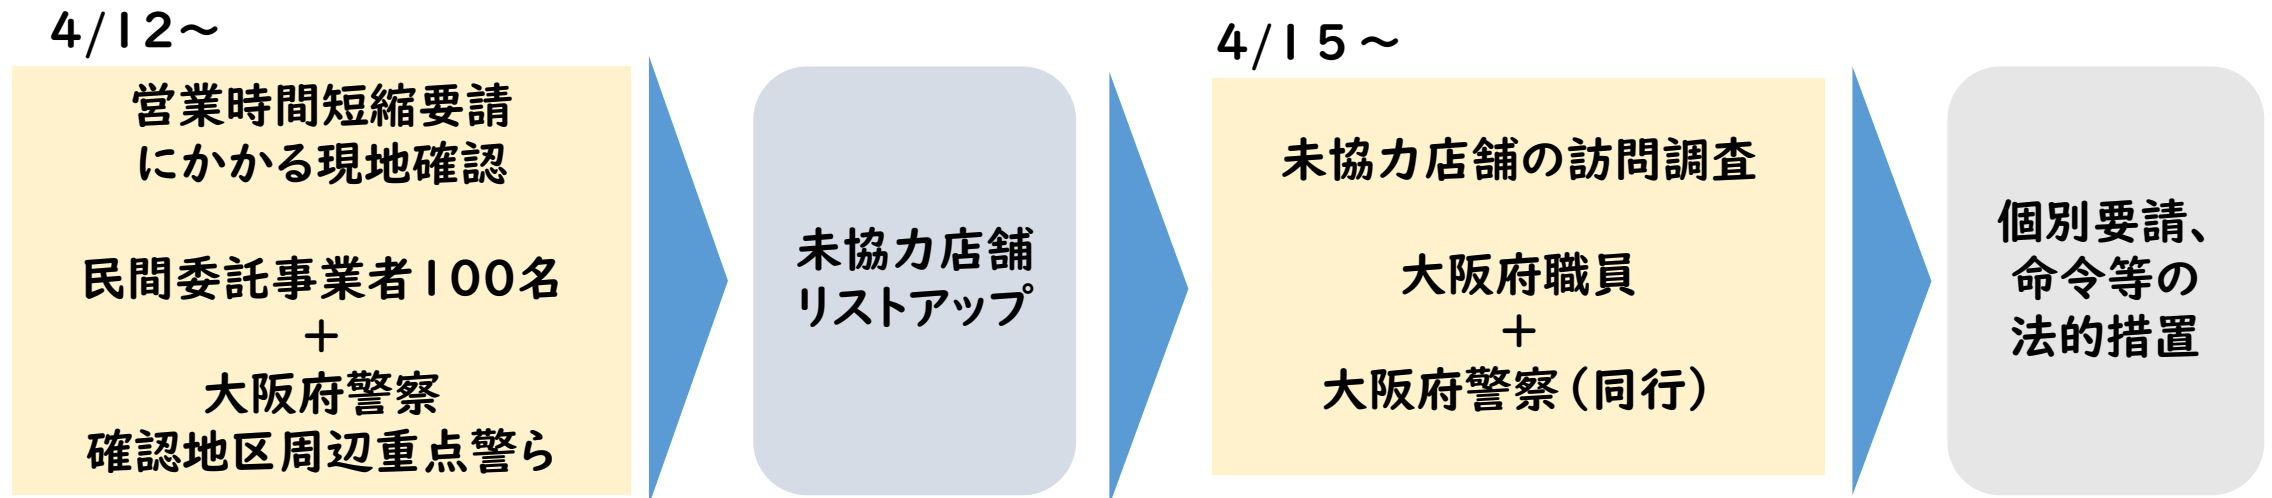 4/12～
営業時間短縮要請
にかかる現地確認
民間委託事業者100名
＋
大阪府警察
確認地区周辺重点警ら
未協力店舗
リストアップ
4/15～
未協力店舗の訪問調査
大阪府職員
＋
大阪府警察（同行）
個別要請、
命令等の
法的措置